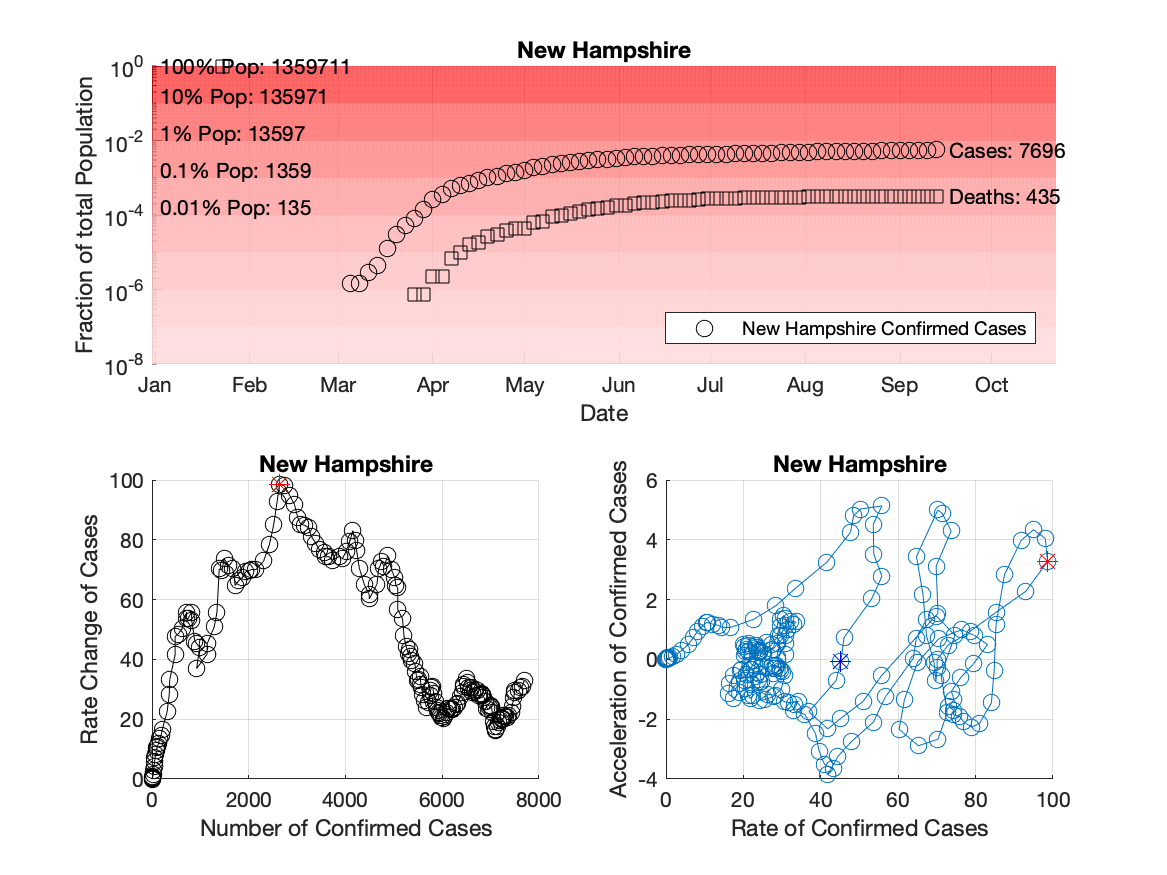 New Hampshire
Fraction of total Population
10^0
10^-2
10^-4
10^-6
10^-8
100% Pop: 1359711
10% Pop: 135971
1% Pop: 13597
0.1% Pop: 1359
0.01% Pop: 135
Cases: 7696
Deaths: 435
New Hampshire Confirmed Cases
Jan Feb Mar Apr May Jun Jul Aug Sep Oct
Date
New Hampshire
Rate Change of Cases
100
80
60
40
20
0
0 2000 4000 6000 8000
Number of Confirmed Cases
New Hampshire
Acceleration of Confirmed Cases
6
4
2
0
-2
-4
0 20 40 60 80 100
Rate of Confirmed Cases